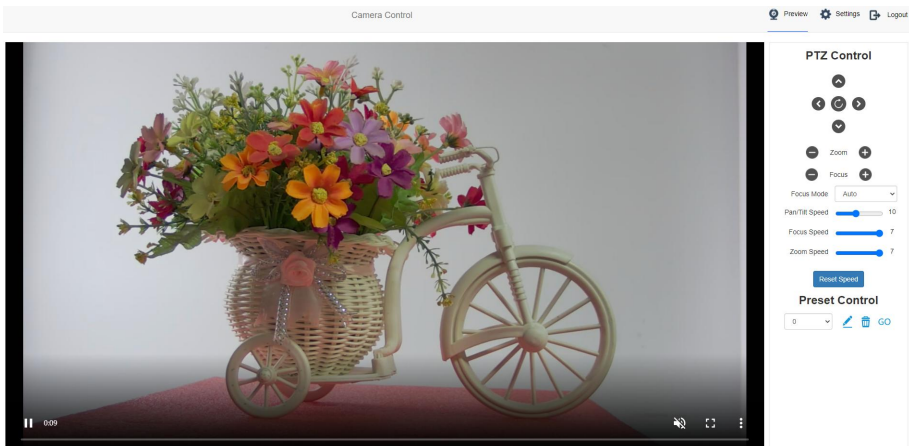 Camera Control
Preview Settings Logout
PTZ Control
Zoom
Focus
Focus Mode Auto
Pan/Tilt Speed 10
Focus Speed 7
Zoom Speed 7
Reset Speed
Preset Control
0 GO
0:09